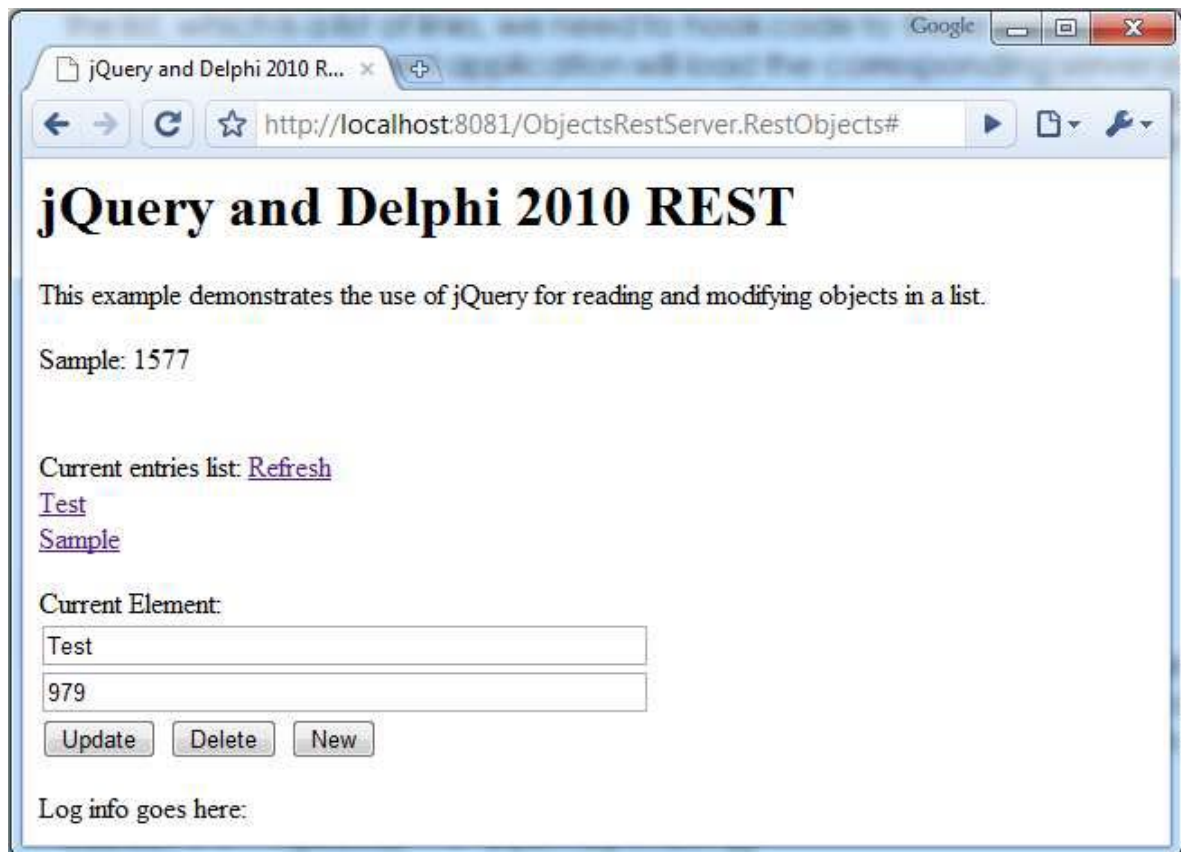 Google
jQuery and Delphi 2010 R...
http://localhost:8081/ObjectsRestServer.RestObjects#
jQuery and Delphi 2010 REST
This example demonstrates the use of jQuery for reading and modifying objects in a list.
Sample: 1577
Current entries list: Refresh
Test
Sample
Current Element:
Test
979
Update Delete New
Log info goes here: